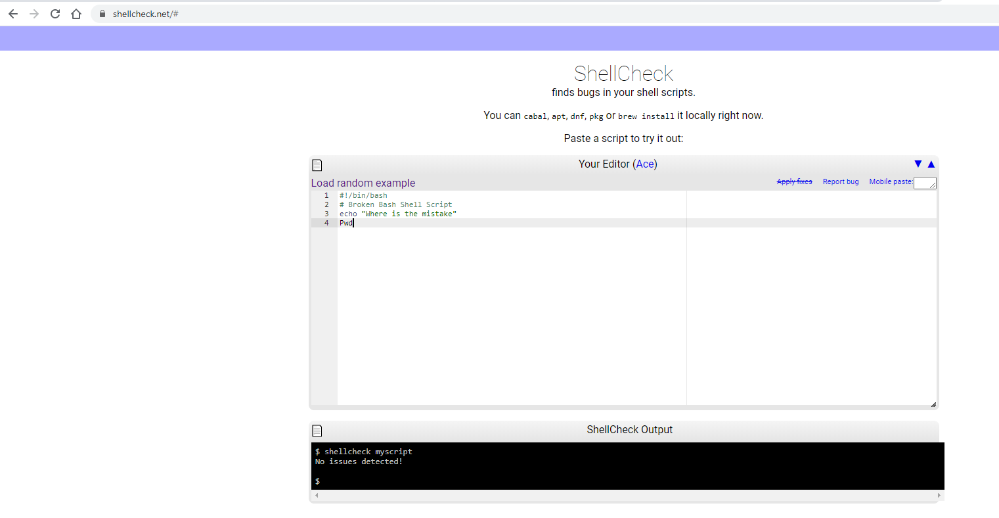 shellcheck.net/#
ShellCheck
finds bugs in your shell scripts.
You can cabal, apt, dnf, pkg or brew install it locally right now.
Paste a script to try it out:
Your Editor (Ace) ▼ ▲
Load random example Apply fixes Report bug Mobile paste:
1 #!/bin/bash
2 # Broken Bash Shell Script
3 echo "Where is the mistake"
4 Pwd
ShellCheck Output
$ shellcheck myscript
No issues detected!
$